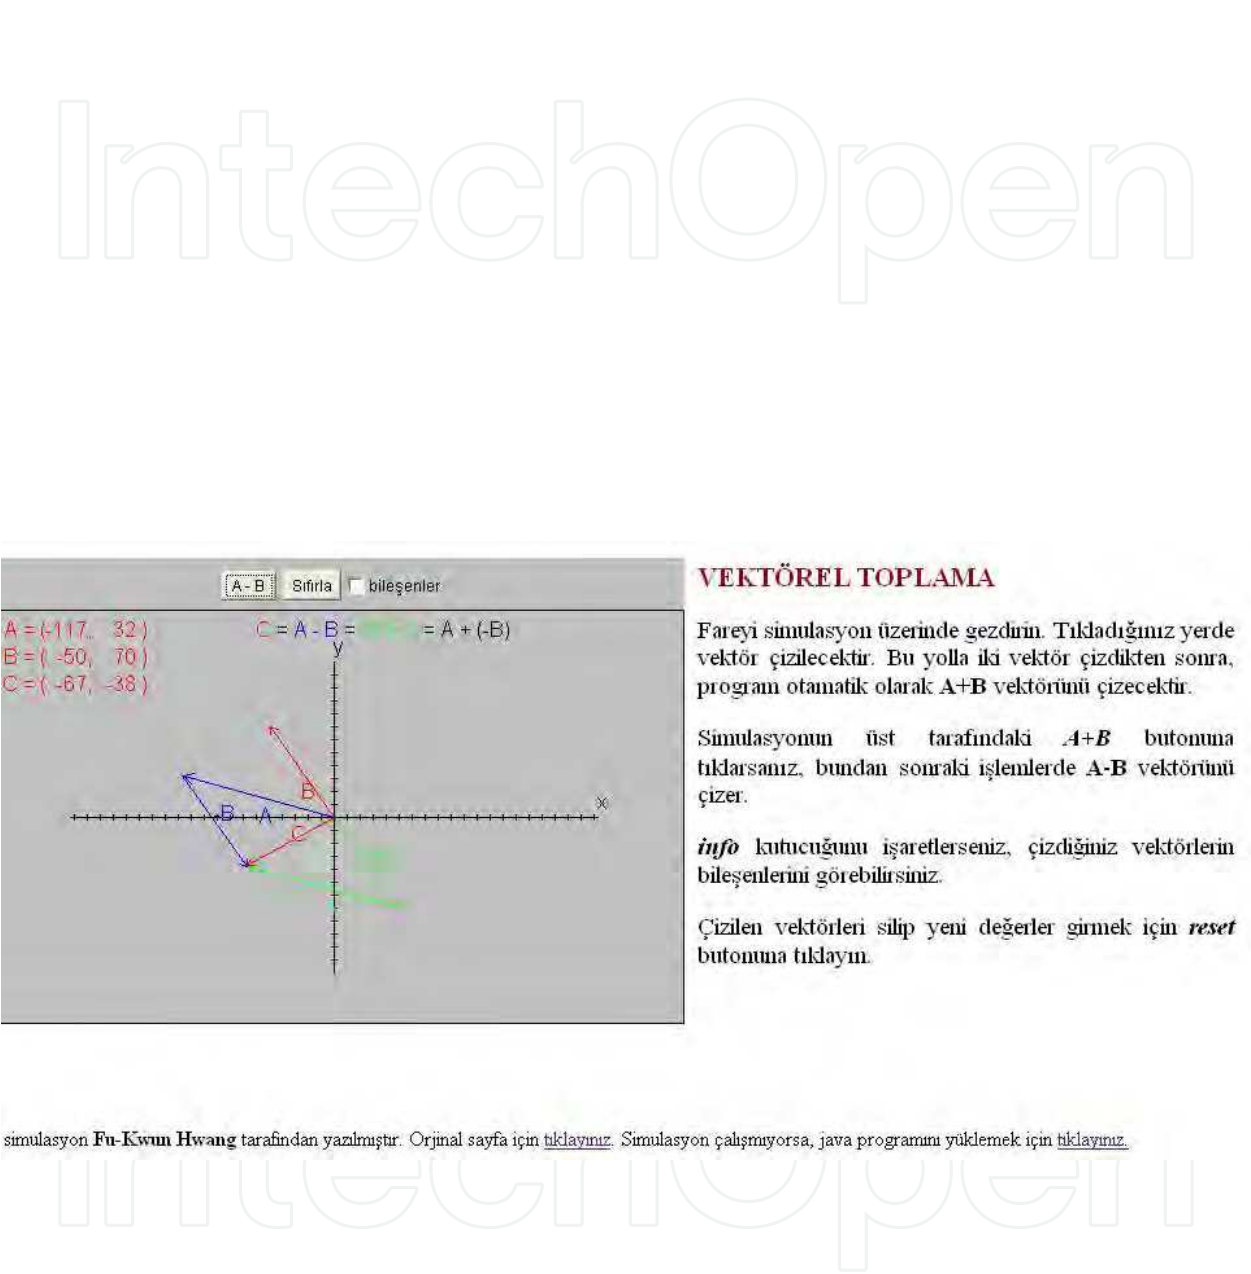 IntechOpen
A - B Sıfırla bileşenler
A = (-117, 32 )
B = ( -50, 70 )
C = ( -67, -38 )
C = A - B = = A + (-B)
y
x
B
B
A
C
VEKTÖREL TOPLAMA
Fareyi simulasyon üzerinde gezdirin. Tıkladığınız yerde
vektör çizilecektir. Bu yolla iki vektör çizdikten sonra,
program otamatik olarak A+B vektörünü çizecektir.
Simulasyonun üst tarafındaki A+B butonuna
tıklarsanız, bundan sonraki işlemlerde A-B vektörünü
çizer.
info kutucuğunu işaretlerseniz, çizdiğiniz vektörlerin
bileşenlerini görebilirsiniz.
Çizilen vektörleri silip yeni değerler girmek için reset
butonuna tıklayın.
simulasyon Fu-Kwun Hwang tarafından yazılmıştır. Orjinal sayfa için tıklayınız. Simulasyon çalışmıyorsa, java programını yüklemek için tıklayınız.
IntechOpen